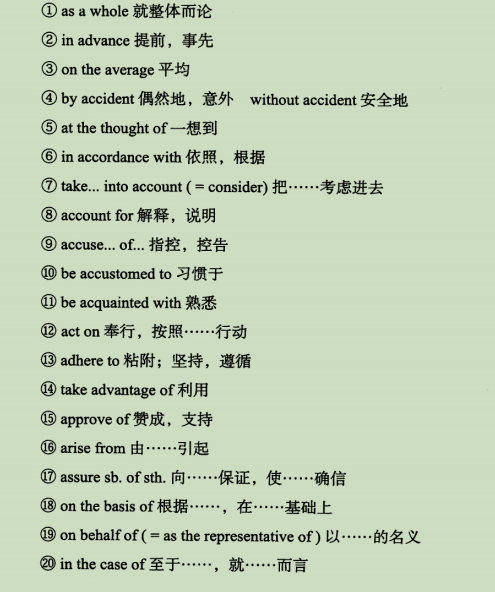 ① as a whole 就整体而论
② in advance 提前，事先
③ on the average 平均
④ by accident 偶然地，意外 without accident 安全地
⑤ at the thought of 一想到
⑥ in accordance with 依照，根据
⑦ take... into account ( = consider) 把……考虑进去
⑧ account for 解释，说明
⑨ accuse... of... 指控，控告
⑩ be accustomed to 习惯于
⑪ be acquainted with 熟悉
⑫ act on 奉行，按照……行动
⑬ adhere to 粘附；坚持，遵循
⑭ take advantage of 利用
⑮ approve of 赞成，支持
⑯ arise from 由……引起
⑰ assure sb. of sth. 向……保证，使……确信
⑱ on the basis of 根据……，在……基础上
⑲ on behalf of ( = as the representative of ) 以……的名义
⑳ in the case of 至于……，就……而言